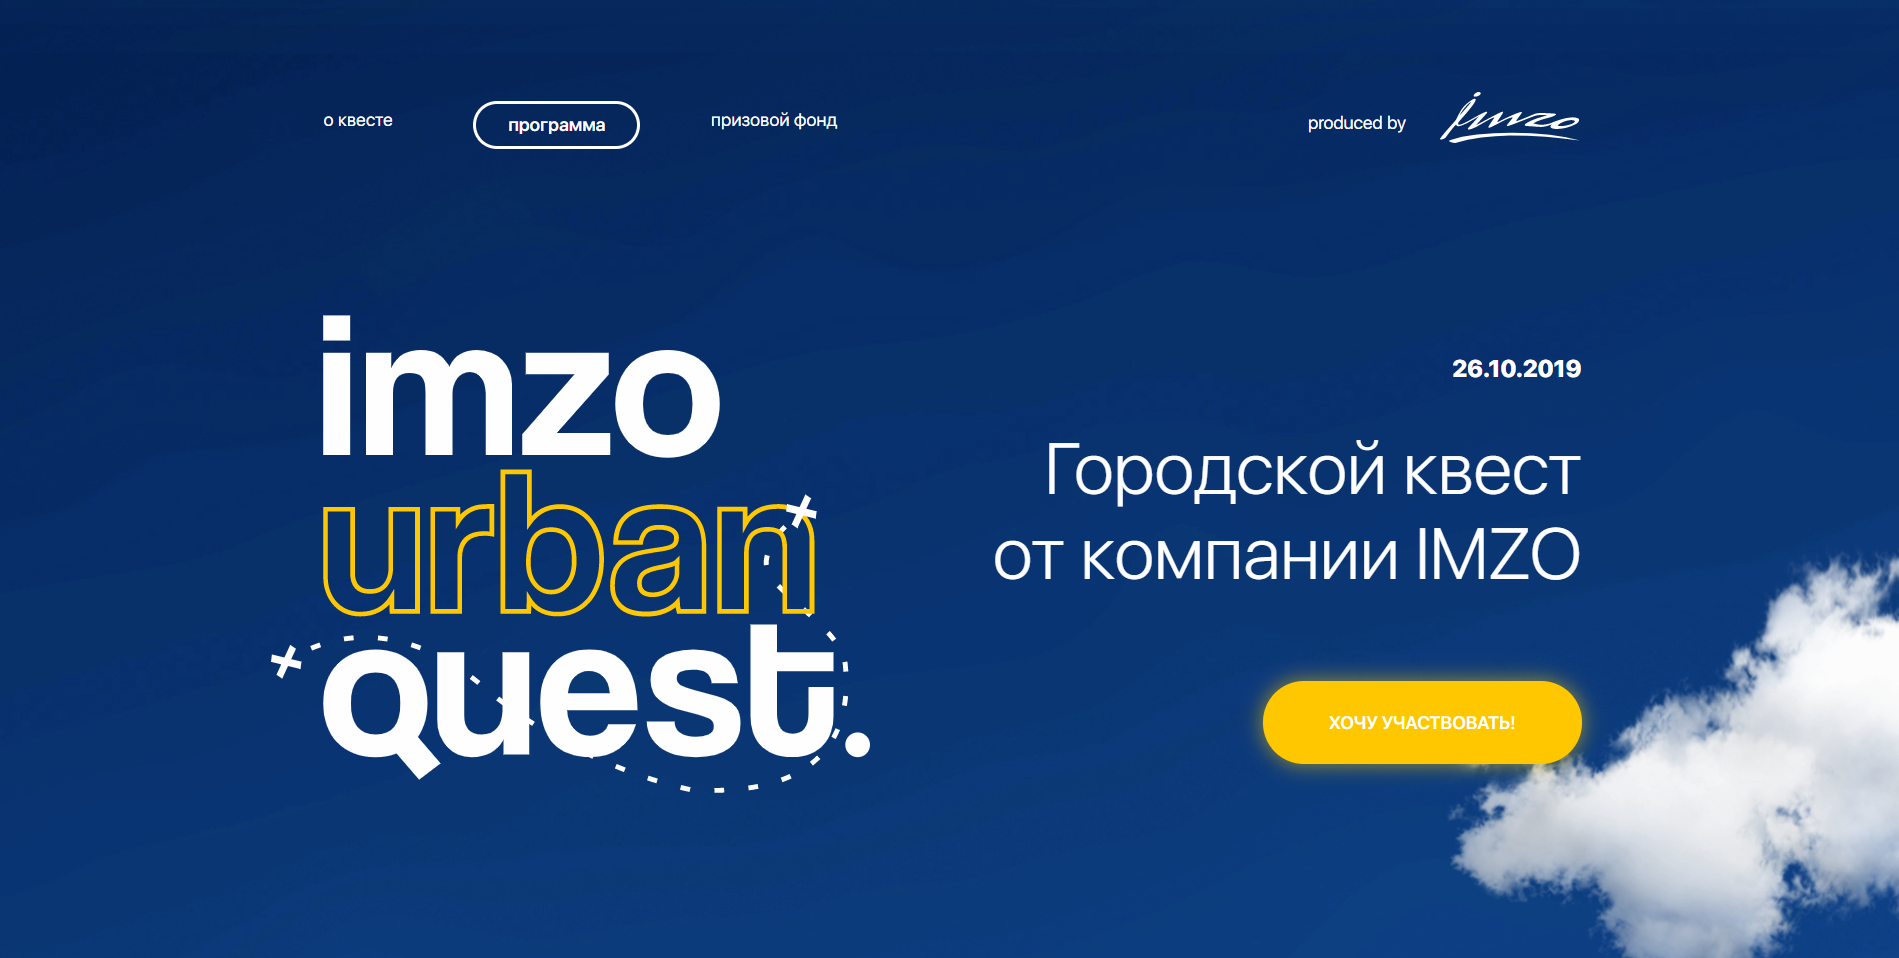 о квесте
программа
призовой фонд
produced by
imzo
imzo
urban
quest.
26.10.2019
Городской квест
от компании IMZO
ХОЧУ УЧАСТВОВАТЬ!